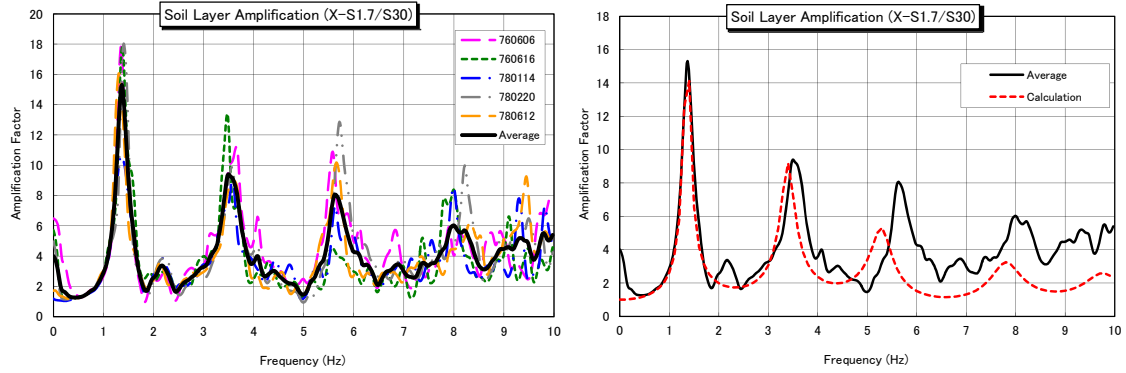 Soil Layer Amplification (X-S1.7/S30)
20
18
16
14
12
10
8
6
4
2
0
Amplification Factor
760606
760616
780114
780220
780612
Average
0 1 2 3 4 5 6 7 8 9 10
Frequency (Hz)
Soil Layer Amplification (X-S1.7/S30)
18
16
14
12
10
8
6
4
2
0
Amplification Factor
Average
Calculation
0 1 2 3 4 5 6 7 8 9 10
Frequency (Hz)